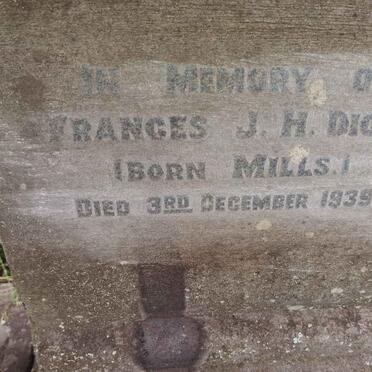 IN MEMORY O
FRANCES J. H. DIC
(BORN MILLS.)
DIED 3RD DECEMBER 1939